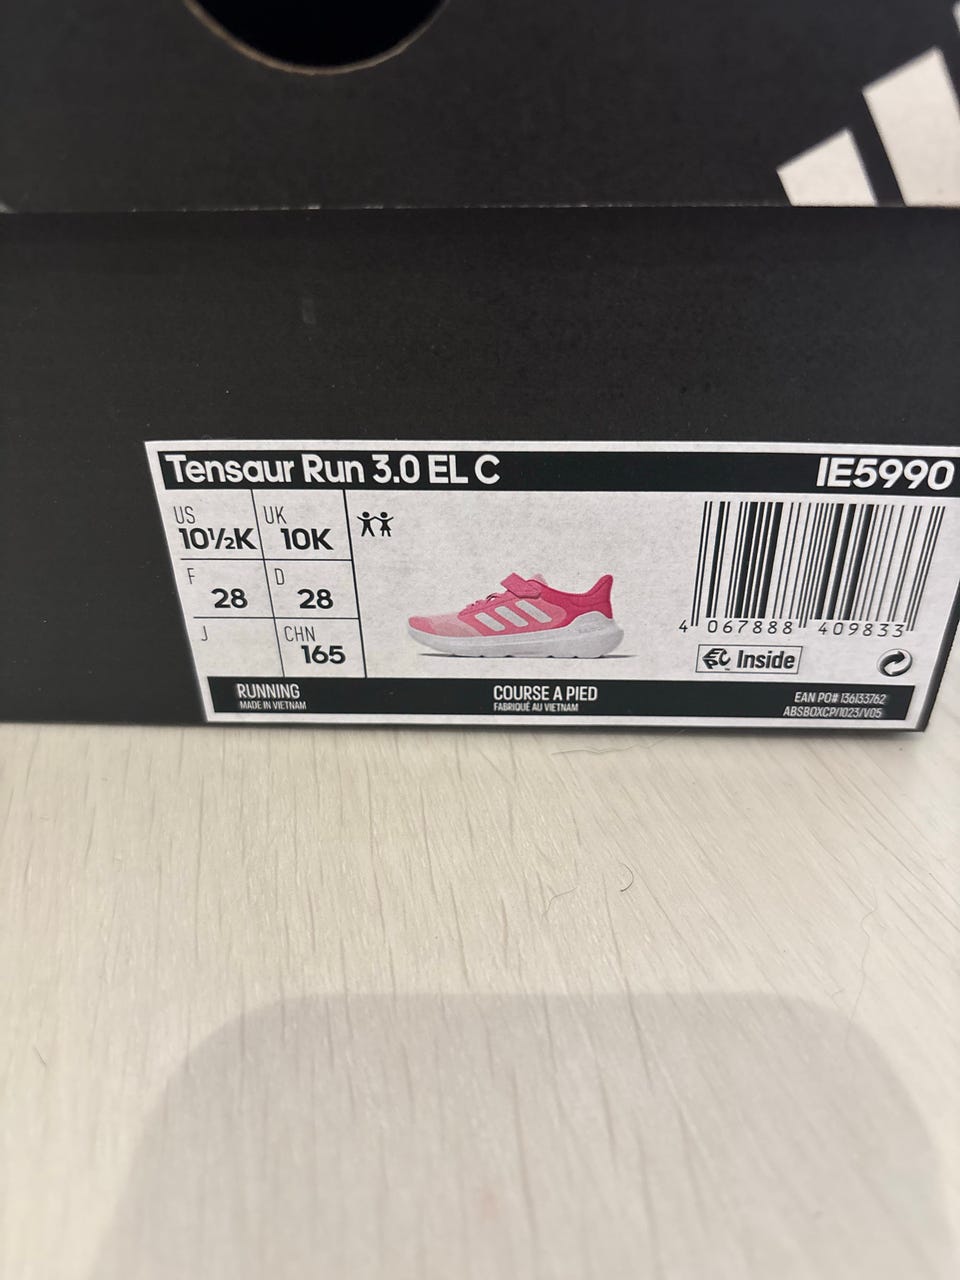 Tensaur Run 3.0 EL C IE5990
US UK
10½K 10K
F D
28 28
J CHN
165
4 067888 409833
Inside
RUNNING
MADE IN VIETNAM
COURSE A PIED
FABRIQUÉ AU VIETNAM
EAN PO# 136133762
ABSBOXCP/1023/V05